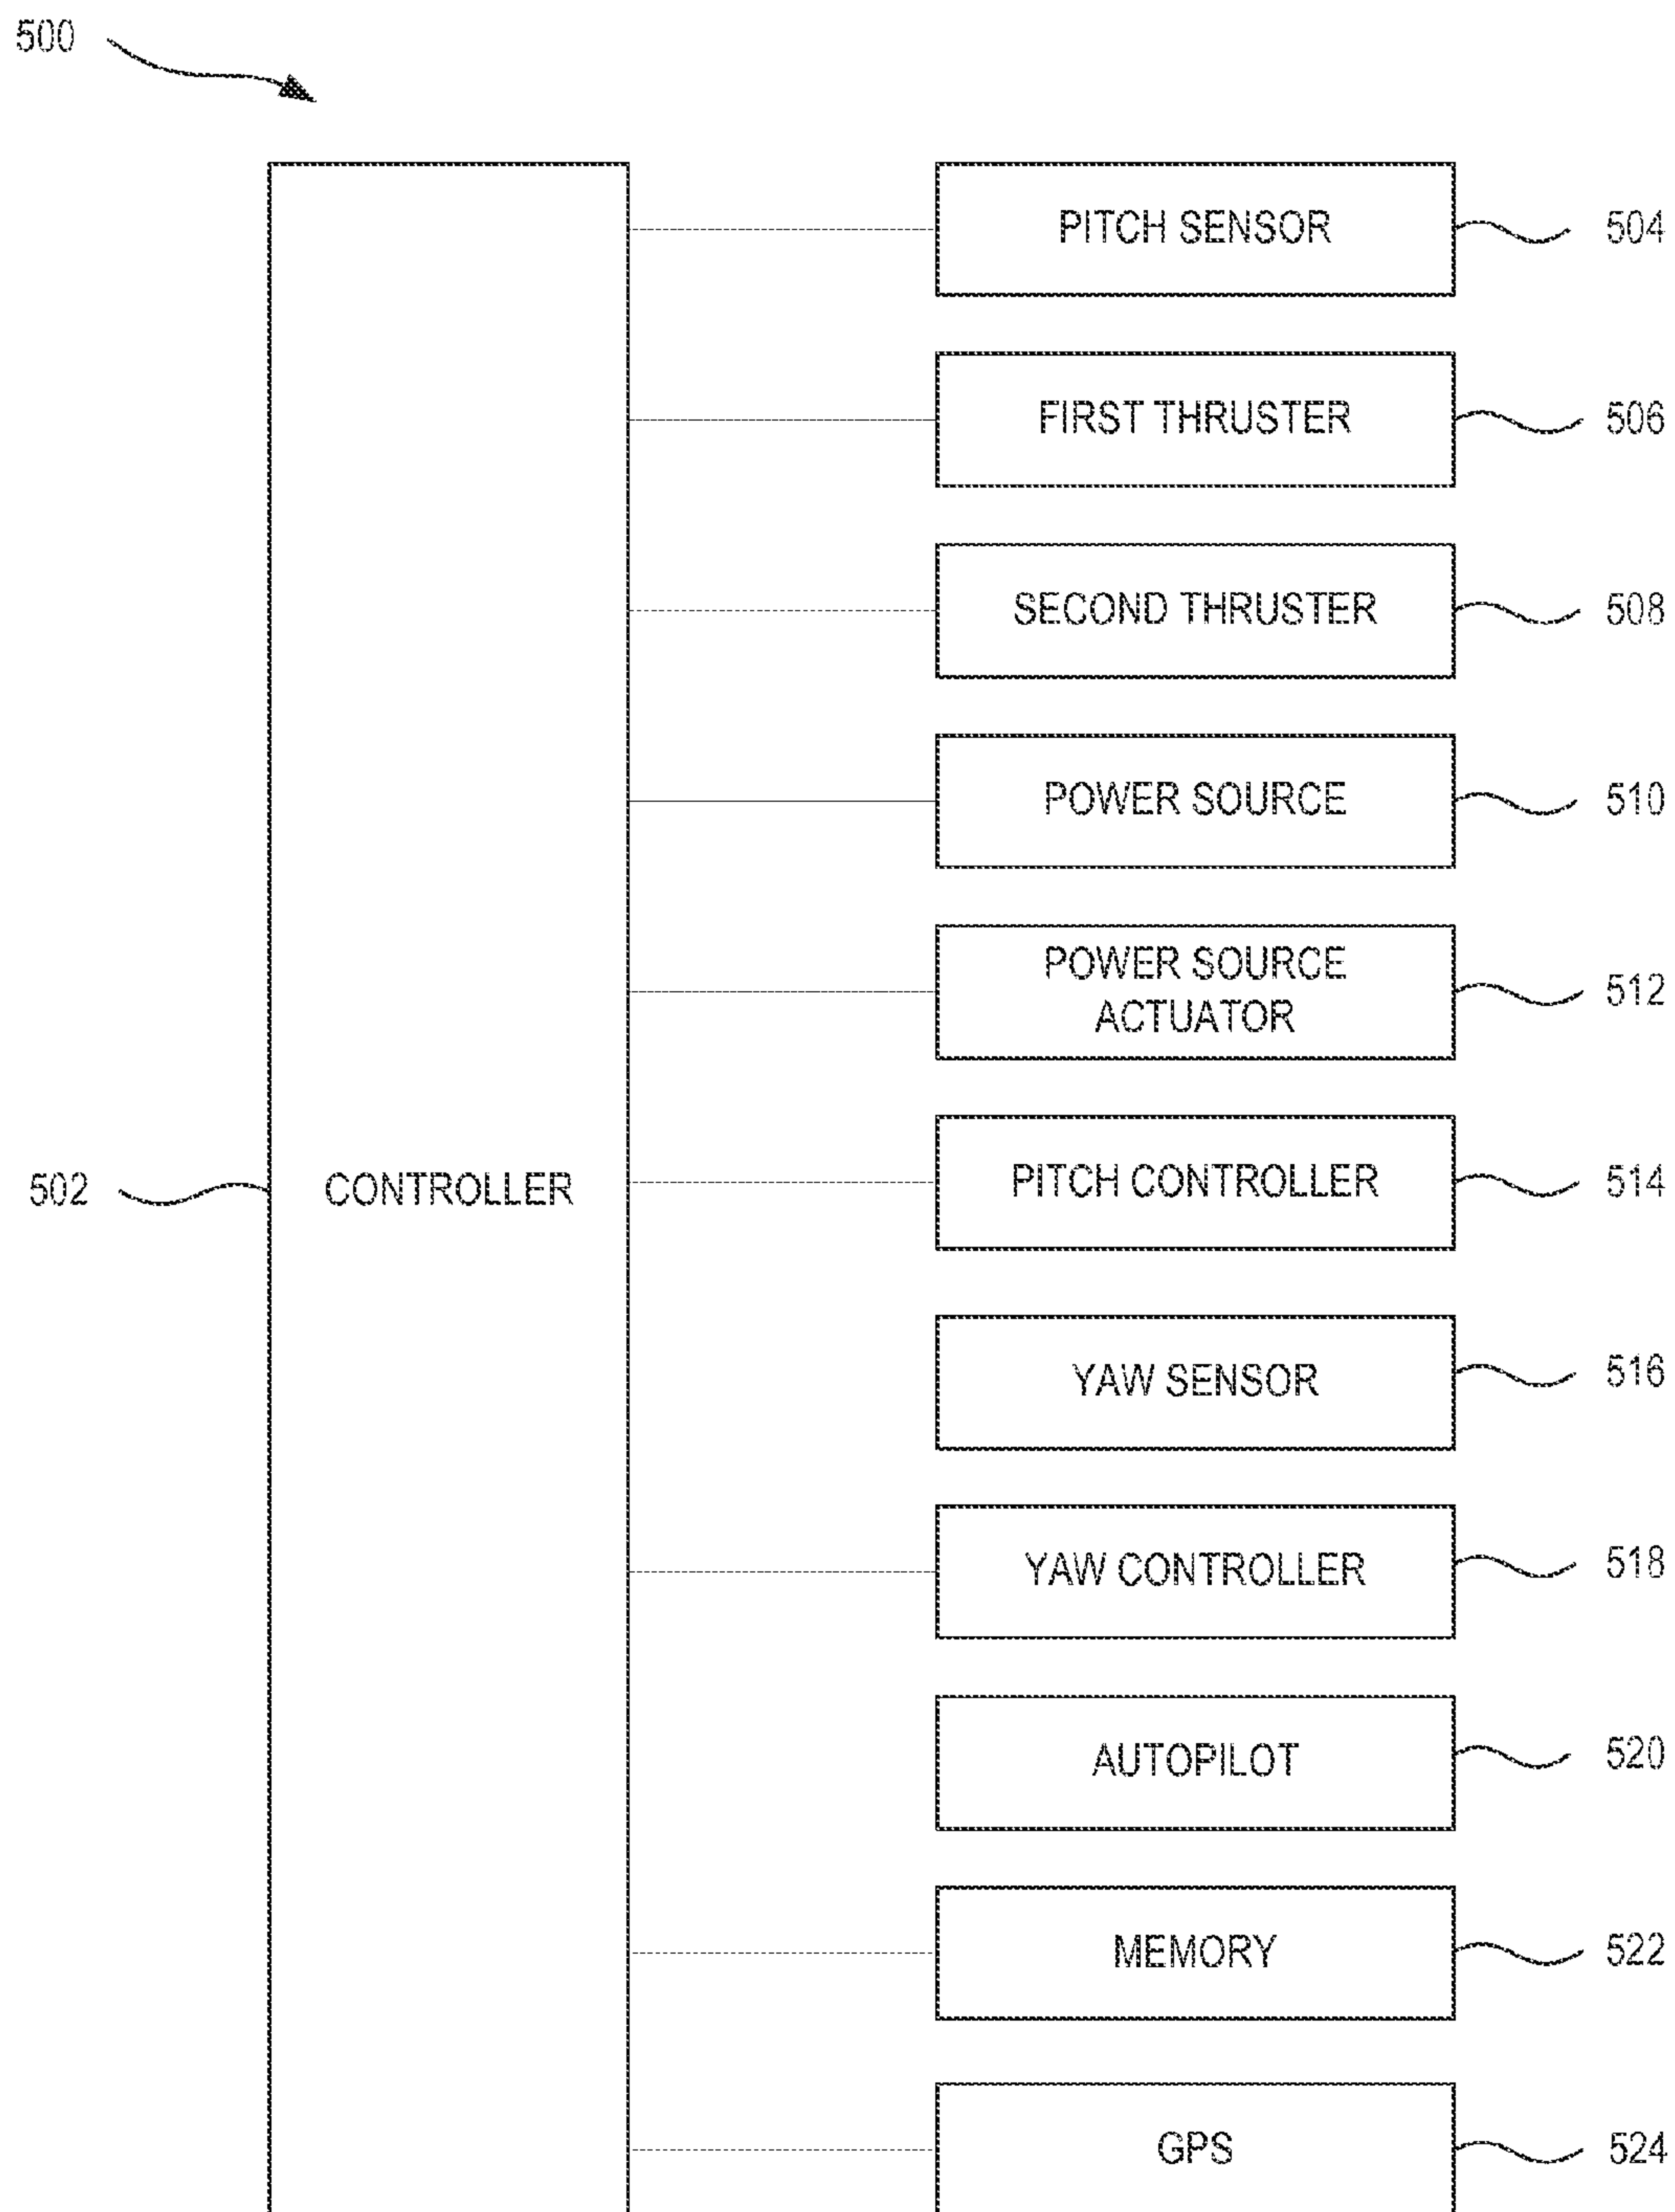 500
PITCH SENSOR 504
FIRST THRUSTER 506
SECOND THRUSTER 508
POWER SOURCE 510
POWER SOURCE
ACTUATOR 512
502 CONTROLLER PITCH CONTROLLER 514
YAW SENSOR 516
YAW CONTROLLER 518
AUTOPILOT 520
MEMORY 522
GPS 524